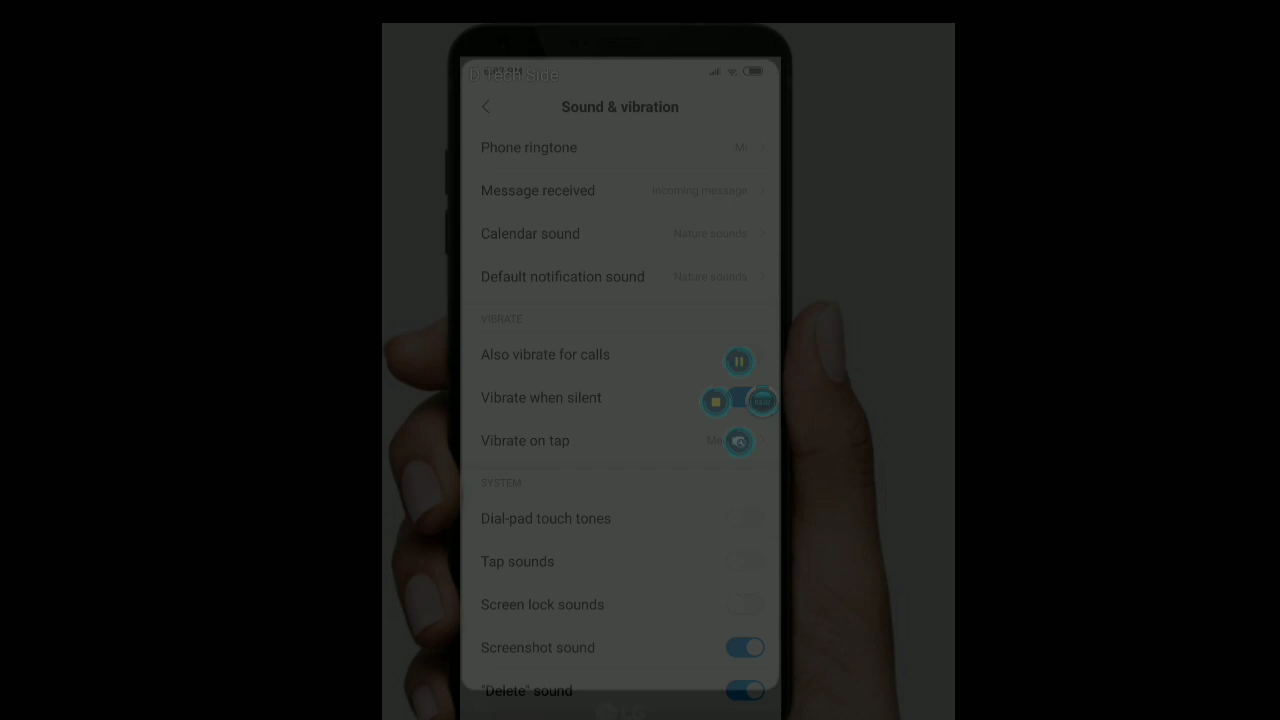 D Tech Side
Sound & vibration
Phone ringtone Mi
Message received Incoming message
Calendar sound Nature sounds
Default notification sound Nature sounds
VIBRATE
Also vibrate for calls
Vibrate when silent
Vibrate on tap
SYSTEM
Dial-pad touch tones
Tap sounds
Screen lock sounds
Screenshot sound
"Delete" sound
LG